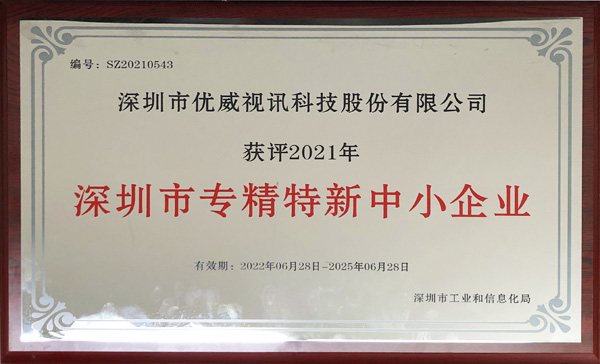 编号：SZ20210543
深圳市优威视讯科技股份有限公司
获评2021年
深圳市专精特新中小企业
有效期：2022年06月28日-2025年06月28日
深圳市工业和信息化局